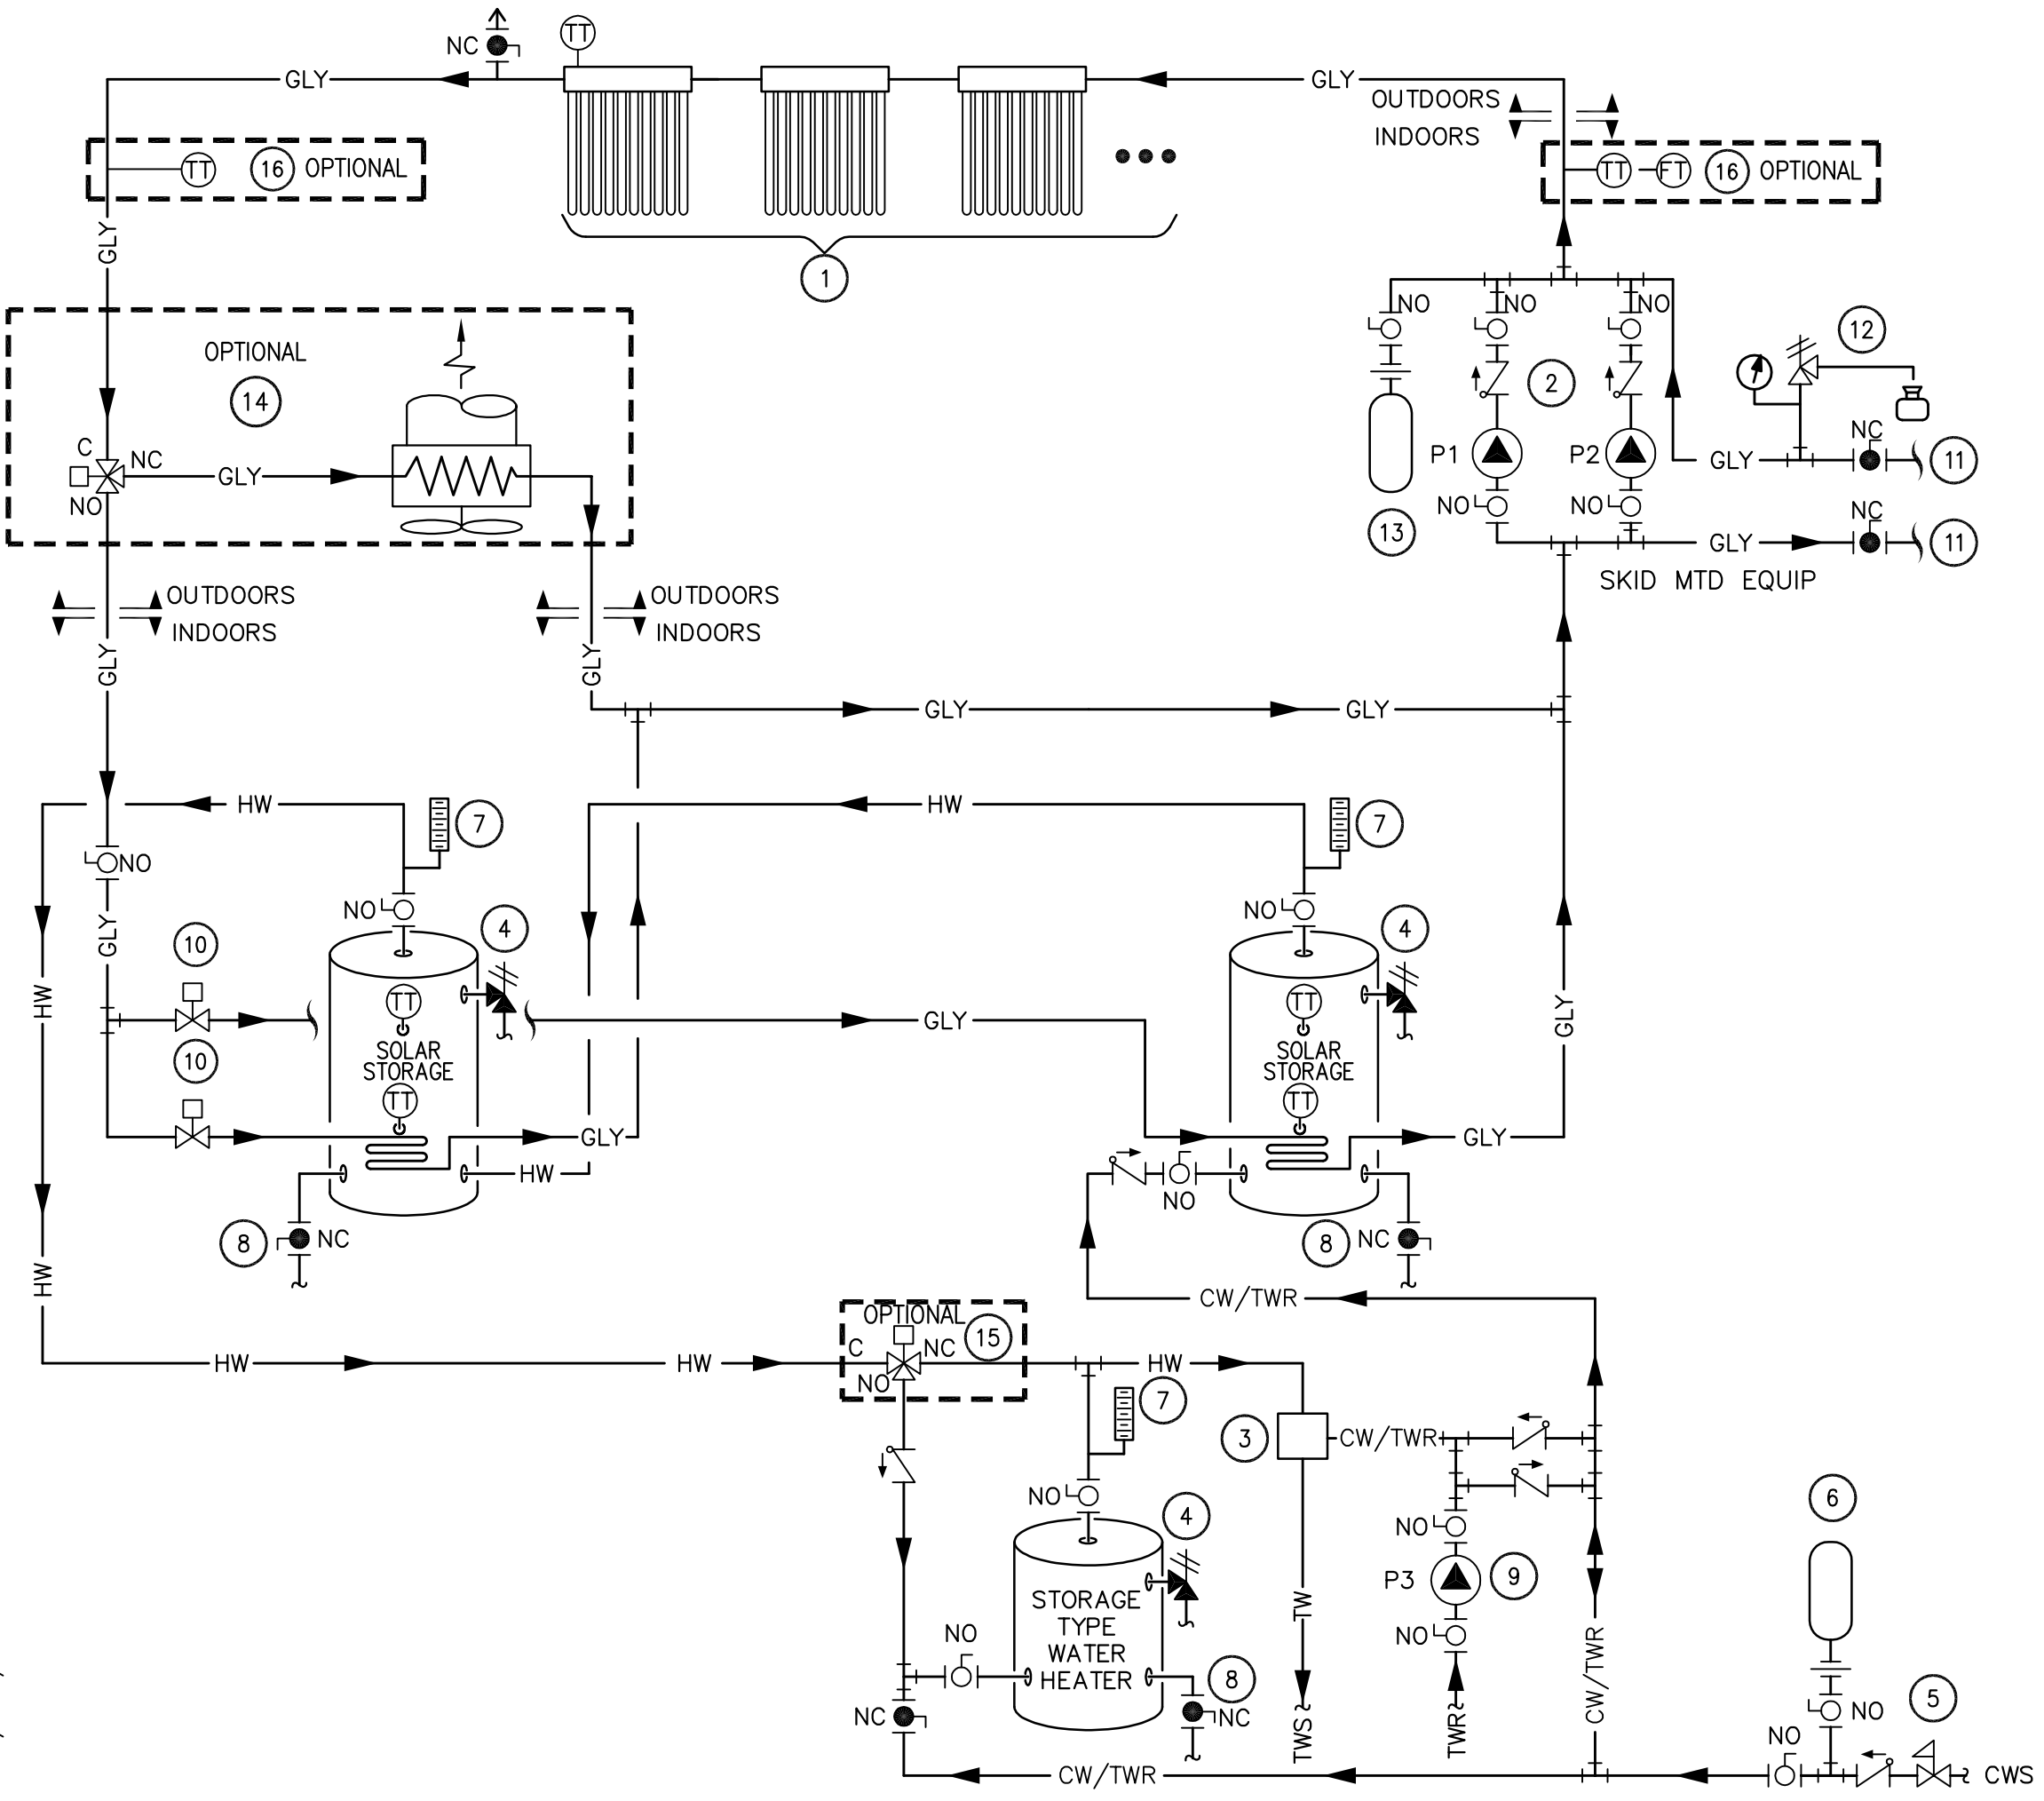 NC
TT
GLY
GLY
OUTDOORS
INDOORS
TT
16
OPTIONAL
TT
FT
16
OPTIONAL
GLY
1
OPTIONAL
14
C
NC
GLY
NO
NO
NO
NO
12
2
P1
P2
NC
GLY
11
NO
NO
13
NC
GLY
11
SKID MTD EQUIP
OUTDOORS
INDOORS
OUTDOORS
INDOORS
GLY
GLY
GLY
GLY
HW
7
HW
7
NO
NO
4
NO
4
GLY
10
HW
TT
TT
GLY
GLY
SOLAR
STORAGE
SOLAR
STORAGE
10
TT
TT
GLY
GLY
HW
NO
8
NC
8
NC
HW
CW/TWR
OPTIONAL
15
C
NC
NO
HW
HW
HW
7
3
CW/TWR
NO
4
6
NO
P3
9
STORAGE
TYPE
WATER
HEATER
TW
NO
NO
CW/TWR
8
NC
NC
TWS
TWR
NO
5
NO
CW/TWR
CWS